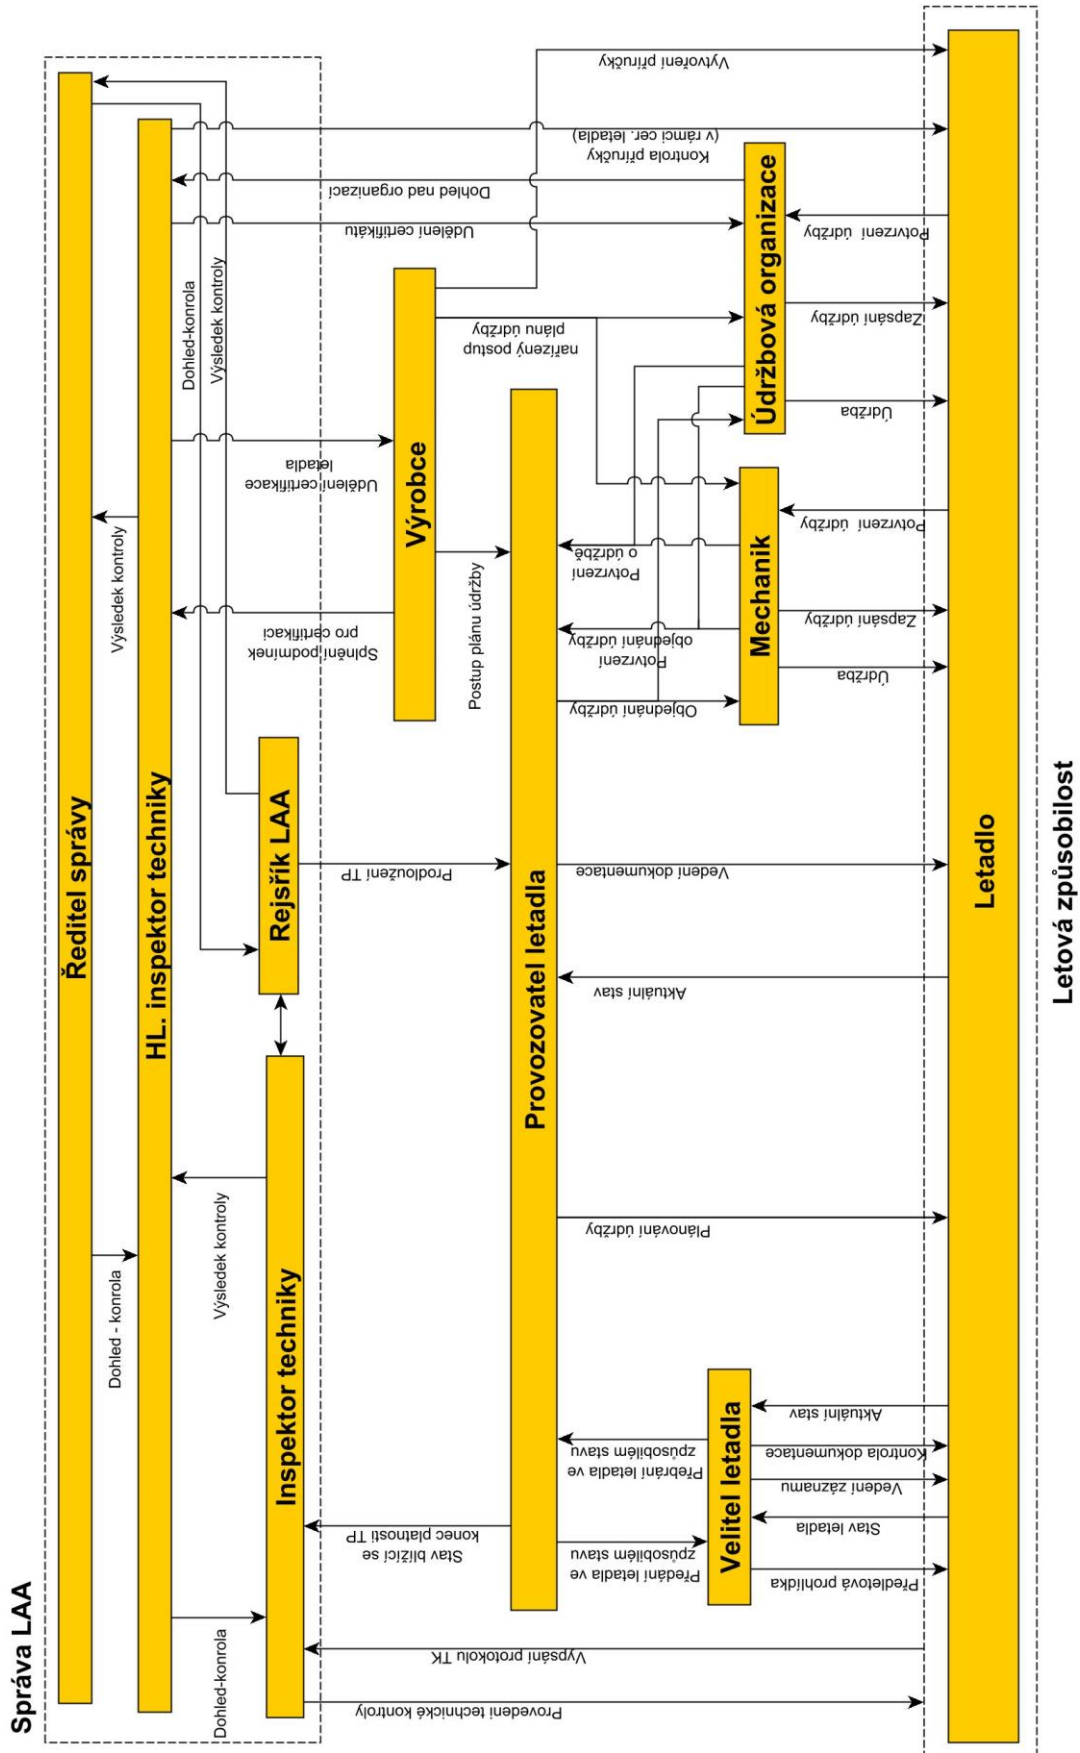 Správa LAA
Ředitel správy
Dohled - konrola
Výsledek kontroly
HL. inspektor techniky
Dohled-konrola
Výsledek kontroly
Dohled-konrola
Výsledek kontroly
Inspektor techniky
Rejsřík LAA
Provedení technické kontroly
Vypsání protokolu TK
Stav blížící se
konec platnosti TP
Prodloužení TP
Splnění podmínek
pro certifikaci
Udělení certifikace
letadla
Udělení certifikátu
Dohled nad organizací
Kontrola příručky
(v rámci cer. letadla)
Výrobce
Postup plánu údržby
nařízený postup
plánu údržby
Vytvoření příručky
Provozovatel letadla
Předání letadla ve
způsobilém stavu
Přebrání letadla ve
způsobilém stavu
Plánování údržby
Aktuální stav
Vedení dokumentace
Objednání údržby
Potvrzení
objednání údržby
Potvrzení
o údržbě
Velitel letadla
Mechanik
Údržbová organizace
Předletová prohlídka
Stav letadla
Vedení záznamu
Kontrola dokumentace
Aktuální stav
Údržba
Zapsání údržby
Potvrzení údržby
Údržba
Zapsání údržby
Potvrzení údržby
Letadlo
Letová způsobilost